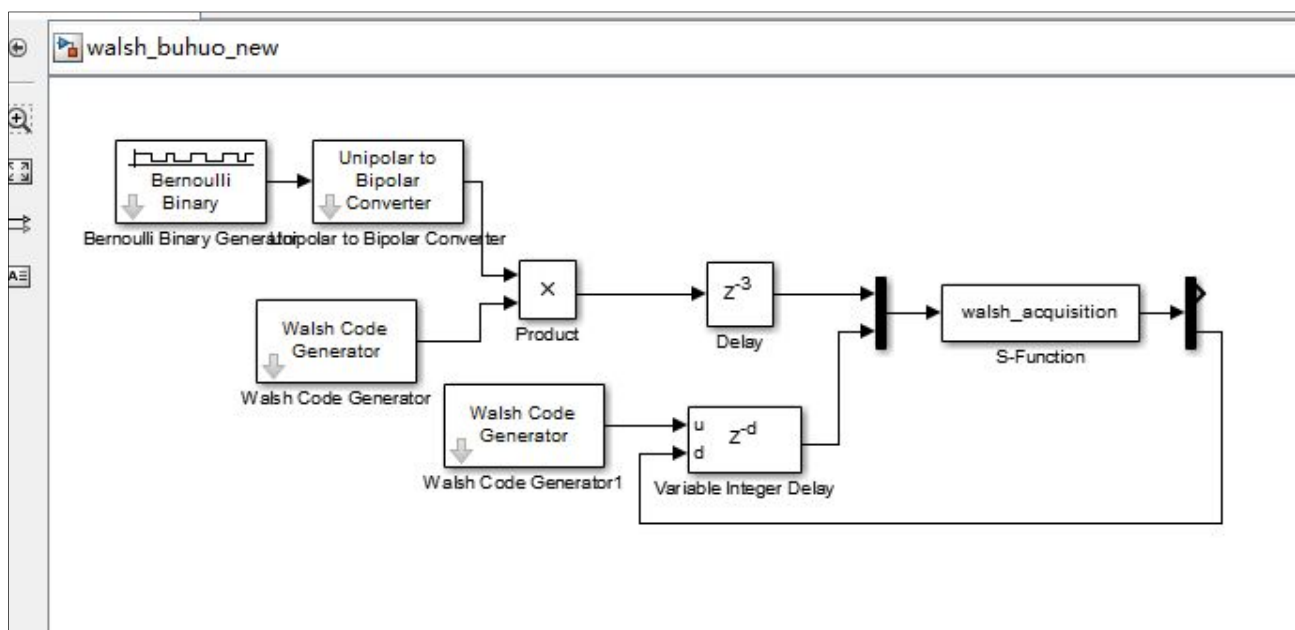 walsh_buhuo_new
Bernoulli
Binary
Bernoulli Binary Generator
Unipolar to
Bipolar
Converter
Unipolar to Bipolar Converter
Walsh Code
Generator
Walsh Code Generator
×
Product
z-3
Delay
Walsh Code
Generator
Walsh Code Generator1
u
d
z-d
Variable Integer Delay
walsh_acquisition
S-Function